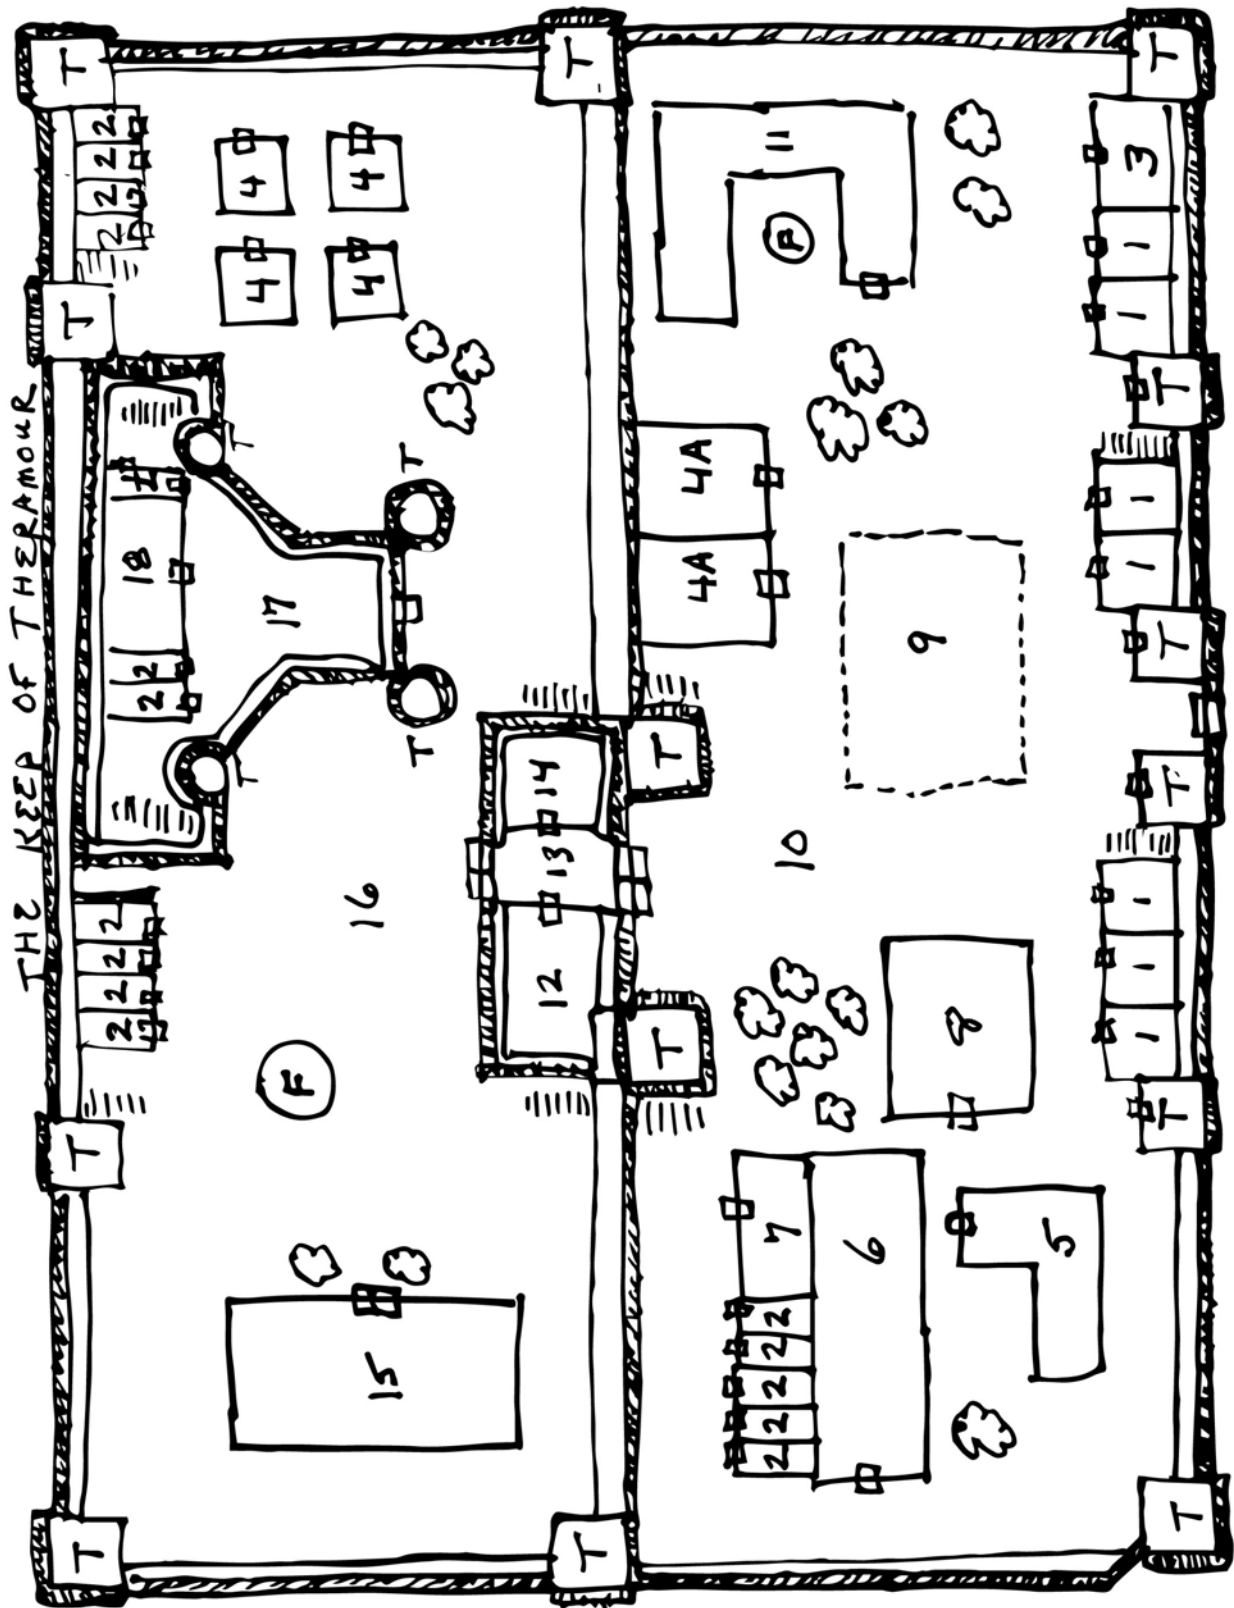 THE KEEP OF THERAMOUR
T T 2 2 2 2 T 2 2 2 2 T
2 2 18
T T
F 17 4 4
15 16 4 4
T T
12 13 14
T T
T T
4A 4A
2 2 2 2 2 7 10 F 11
6
9
8
5
1 1 1 1 1 1 1 3
T T T T T T